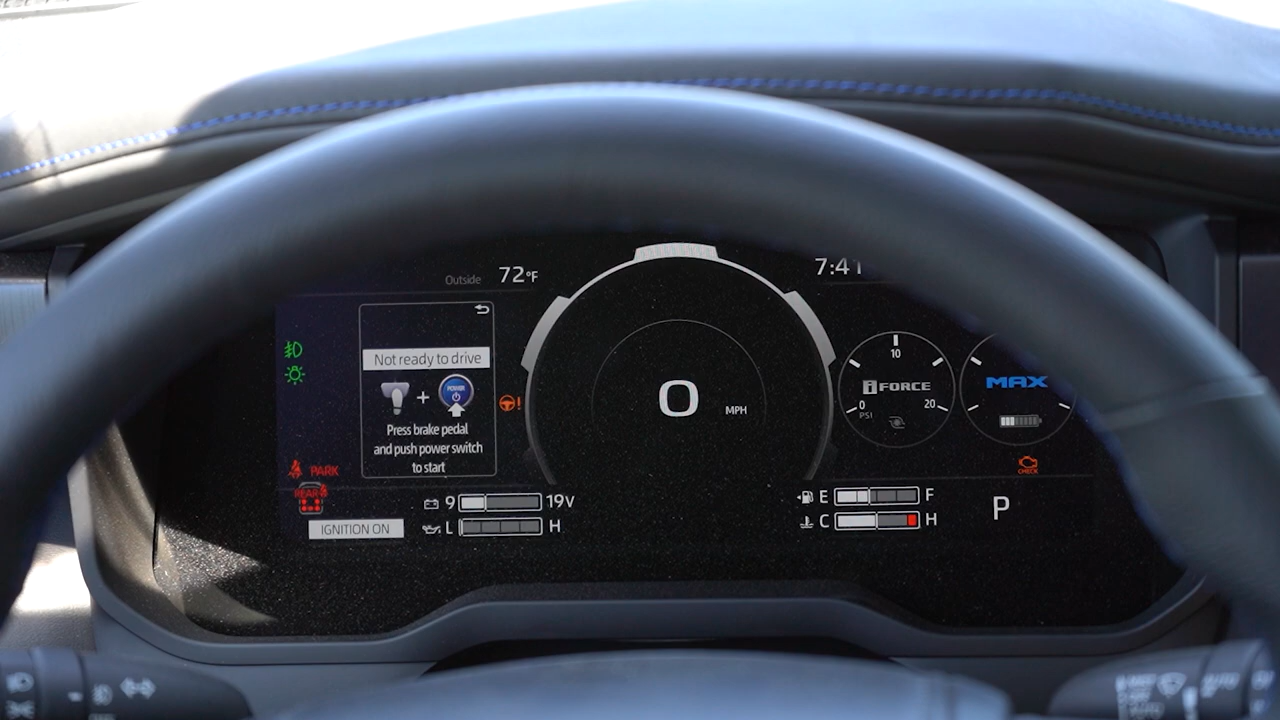 Outside 72°F
7:41
Not ready to drive
POWER
+
Press brake pedal
and push power switch
to start
!
0 MPH
10
iFORCE
0 20
PSI
MAX
PARK
REAR
CHECK
IGNITION ON
9 19V
L H
E F
C H
P